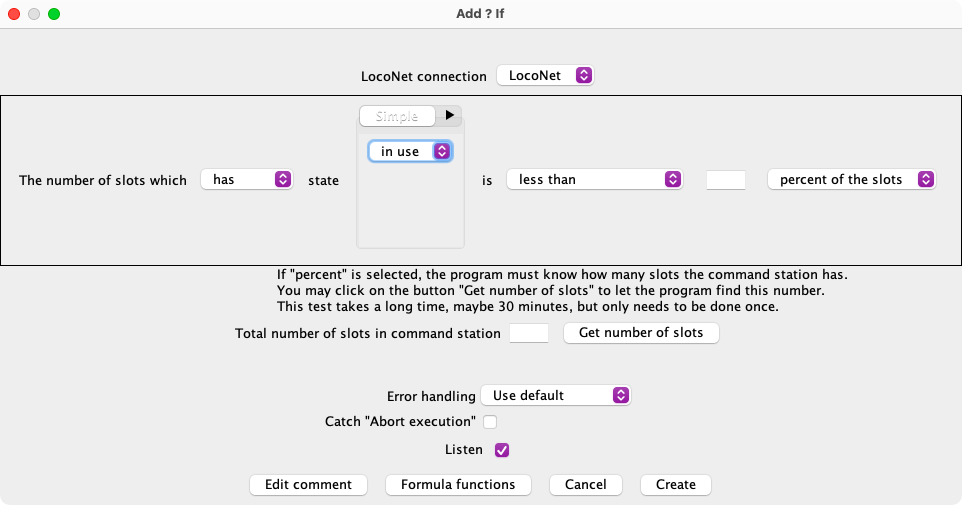 Add ? If
LocoNet connection LocoNet
Simple
in use
The number of slots which has state is less than percent of the slots
If "percent" is selected, the program must know how many slots the command station has.
You may click on the button "Get number of slots" to let the program find this number.
This test takes a long time, maybe 30 minutes, but only needs to be done once.
Total number of slots in command station Get number of slots
Error handling Use default
Catch "Abort execution"
Listen
Edit comment Formula functions Cancel Create